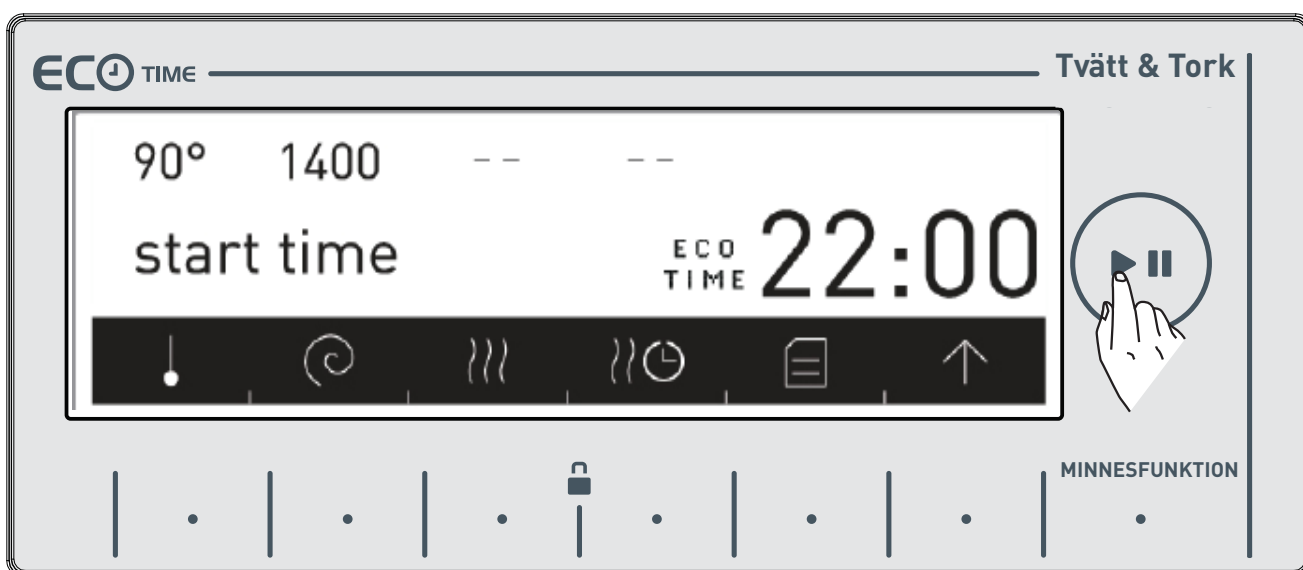 ECO TIME
Tvätt & Tork
90° 1400 -- --
start time
ECO
TIME
22:00
MINNESFUNKTION